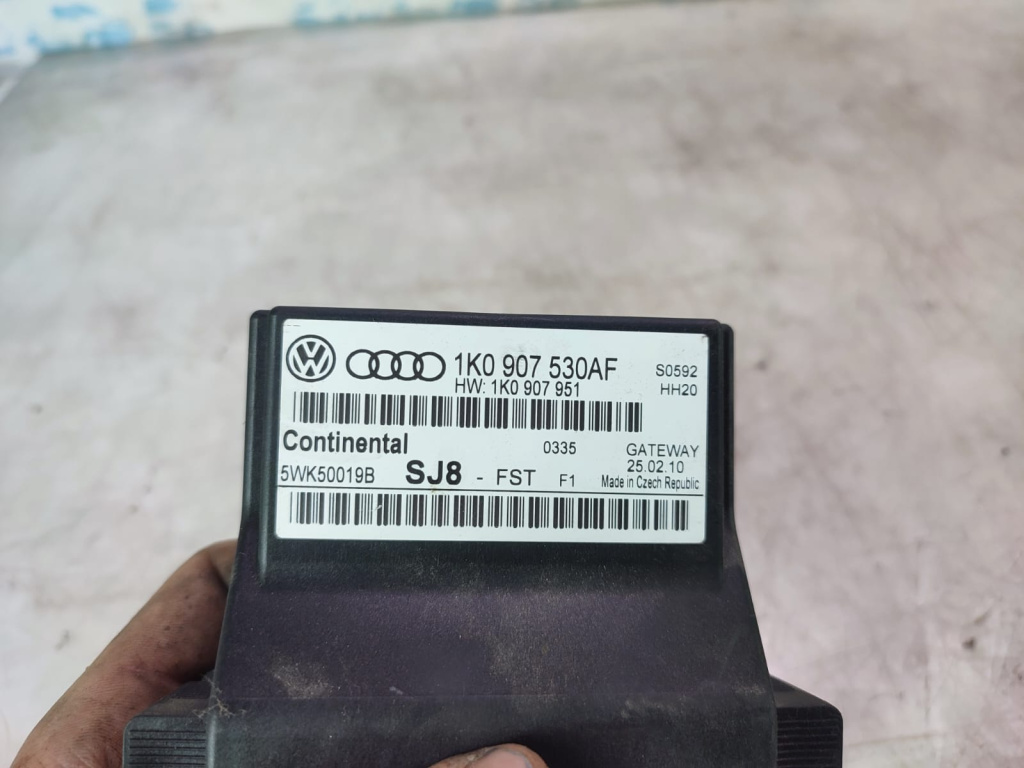 1K0 907 530AF S0592
HW: 1K0 907 951 HH20
Continental 0335 GATEWAY
25.02.10
5WK50019B SJ8 - FST F1 Made in Czech Republic